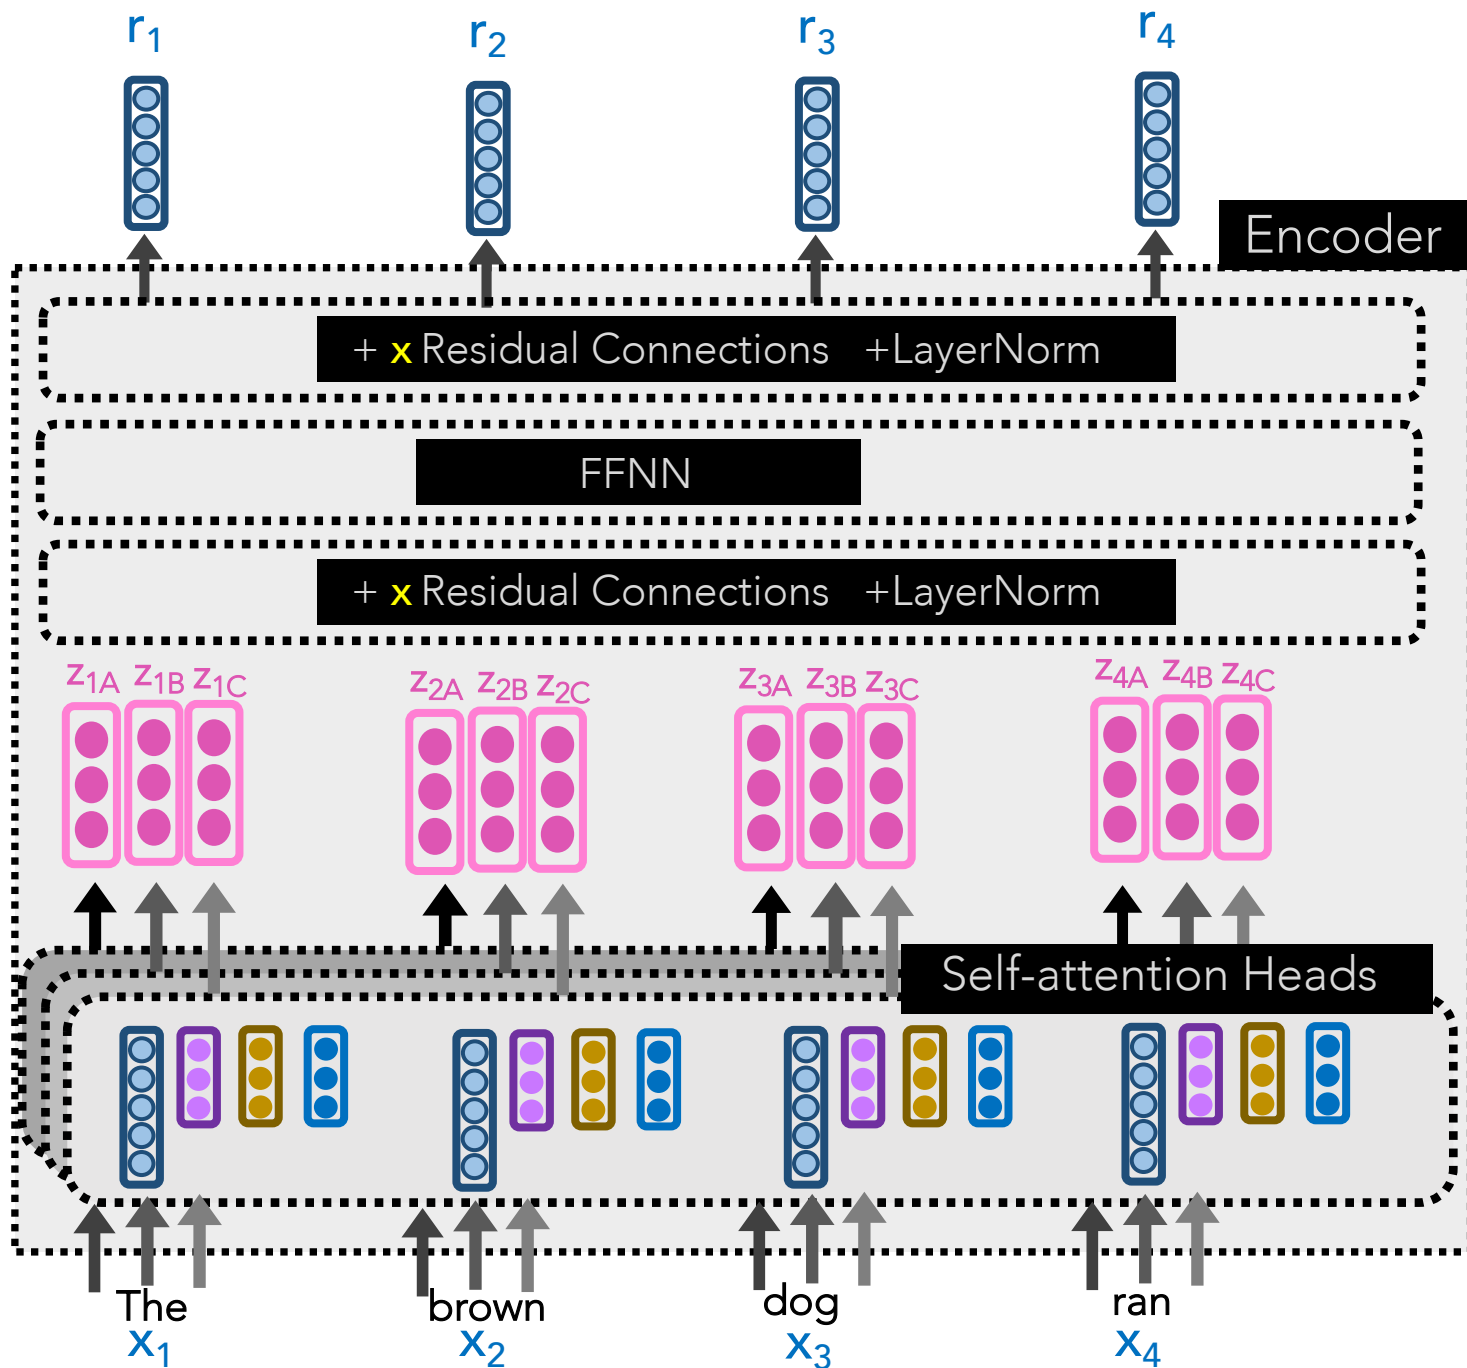 r1 r2 r3 r4
Encoder
+ x Residual Connections +LayerNorm
FFNN
+ x Residual Connections +LayerNorm
z1A z1B z1C z2A z2B z2C z3A z3B z3C z4A z4B z4C
Self-attention Heads
The brown dog ran
x1 x2 x3 x4